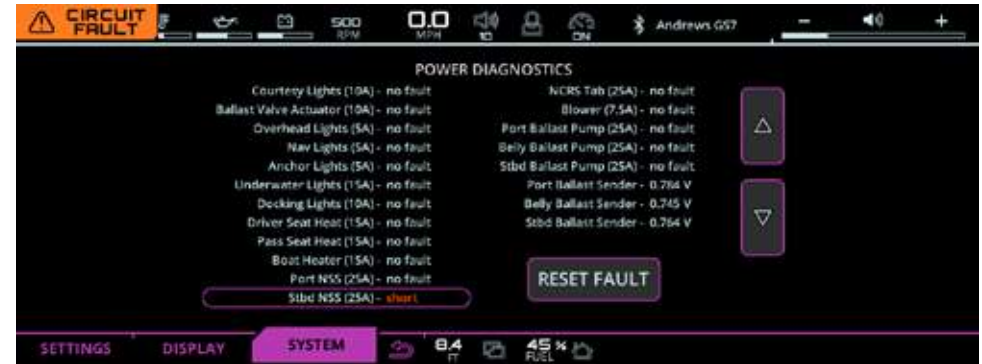 CIRCUIT
FAULT
500
RPM
0.0
MPH
10
ON
Andrews GS7
-
+
POWER DIAGNOSTICS
Courtesy Lights (10A) - no fault
Ballast Valve Actuator (10A) - no fault
Overhead Lights (5A) - no fault
Nav Lights (5A) - no fault
Anchor Lights (5A) - no fault
Underwater Lights (15A) - no fault
Docking Lights (10A) - no fault
Driver Seat Heat (15A) - no fault
Pass Seat Heat (15A) - no fault
Boat Heater (15A) - no fault
Port NSS (25A) - no fault
Stbd NSS (25A) - short
NCRS Tab (25A) - no fault
Blower (7.5A) - no fault
Port Ballast Pump (25A) - no fault
Belly Ballast Pump (25A) - no fault
Stbd Ballast Pump (25A) - no fault
Port Ballast Sender - 0.784 V
Belly Ballast Sender - 0.745 V
Stbd Ballast Sender - 0.764 V
RESET FAULT
SETTINGS
DISPLAY
SYSTEM
8.4
FT
45 %
FUEL